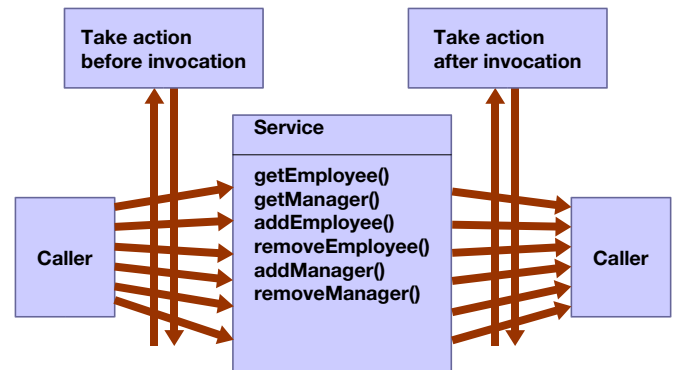 Take action
before invocation
Take action
after invocation
Service
getEmployee()
getManager()
addEmployee()
removeEmployee()
addManager()
removeManager()
Caller
Caller